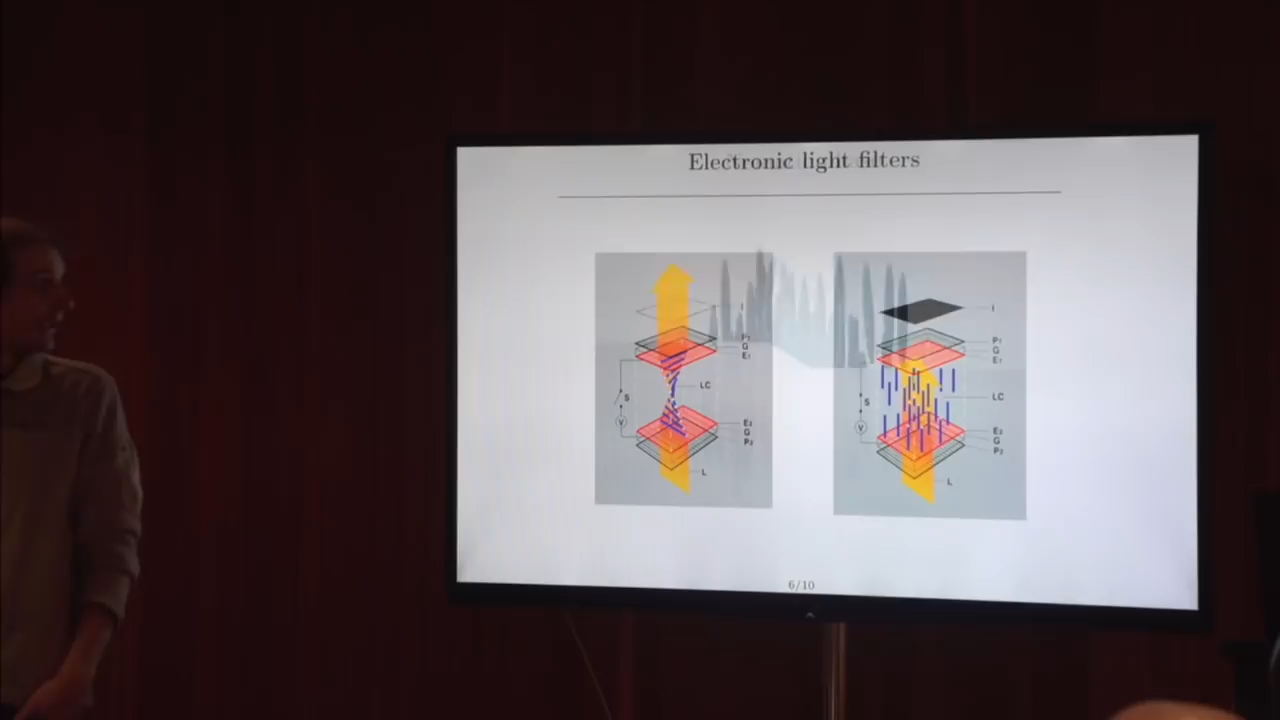 Electronic light filters
I
P₁
G
E₁
S
LC
V
E₂
G
P₂
L
I
P₁
G
E₁
S
LC
V
E₂
G
P₂
L
6/10